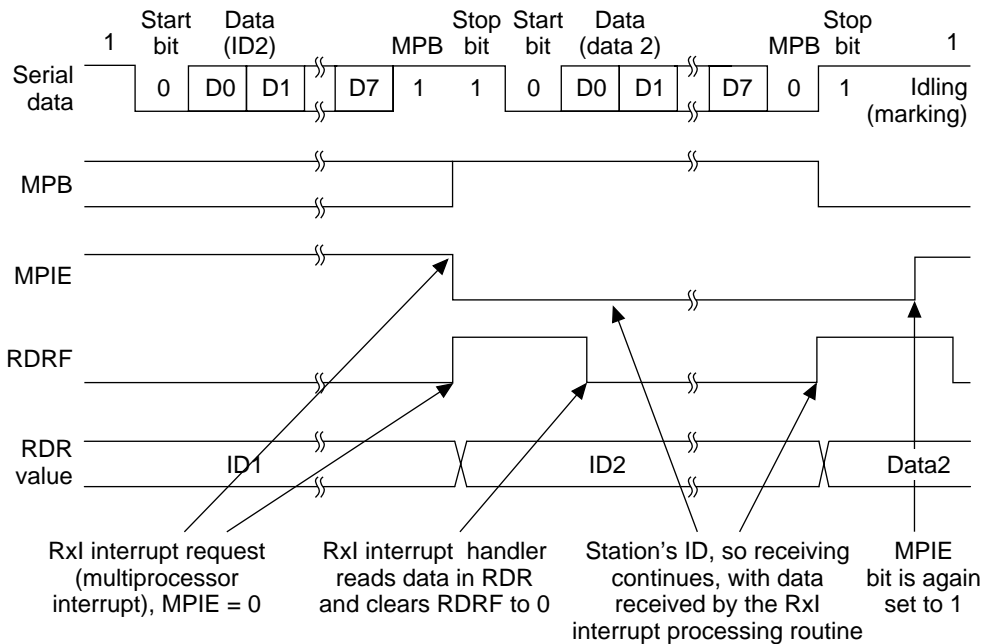 1
Start
bit
Data
(ID2)
MPB
Stop
bit
Start
bit
Data
(data 2)
MPB
Stop
bit
1
Serial
data
0 D0 D1 D7 1 1 0 D0 D1 D7 0 1 Idling
(marking)
MPB
MPIE
RDRF
RDR
value
ID1 ID2 Data2
RxI interrupt request
(multiprocessor
interrupt), MPIE = 0
RxI interrupt handler
reads data in RDR
and clears RDRF to 0
Station's ID, so receiving
continues, with data
received by the RxI
interrupt processing routine
MPIE
bit is again
set to 1